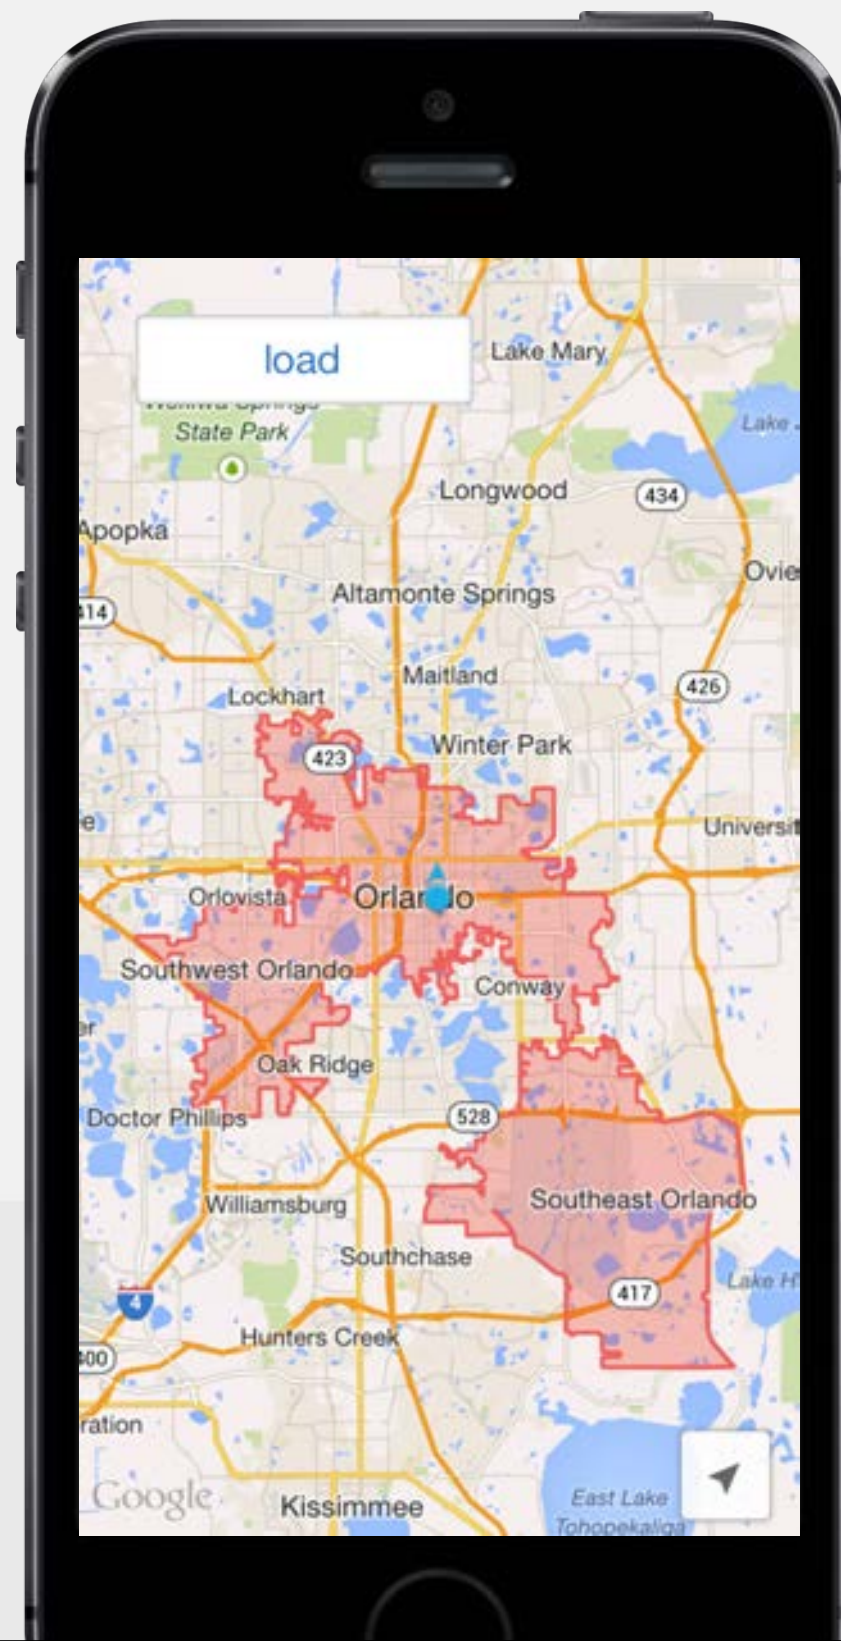 load
Lake Mary
State Park
Lake
Longwood
434
Apopka
Ovie
Altamonte Springs
414
Maitland
426
Lockhart
Winter Park
423
Universit
Orlovista
Orlando
Southwest Orlando
Conway
er
Oak Ridge
Doctor Phillips
528
Williamsburg
Southeast Orlando
Southchase
Lake H
4
417
Hunters Creek
400
ration
Google
Kissimmee
East Lake
Tohopekaliga